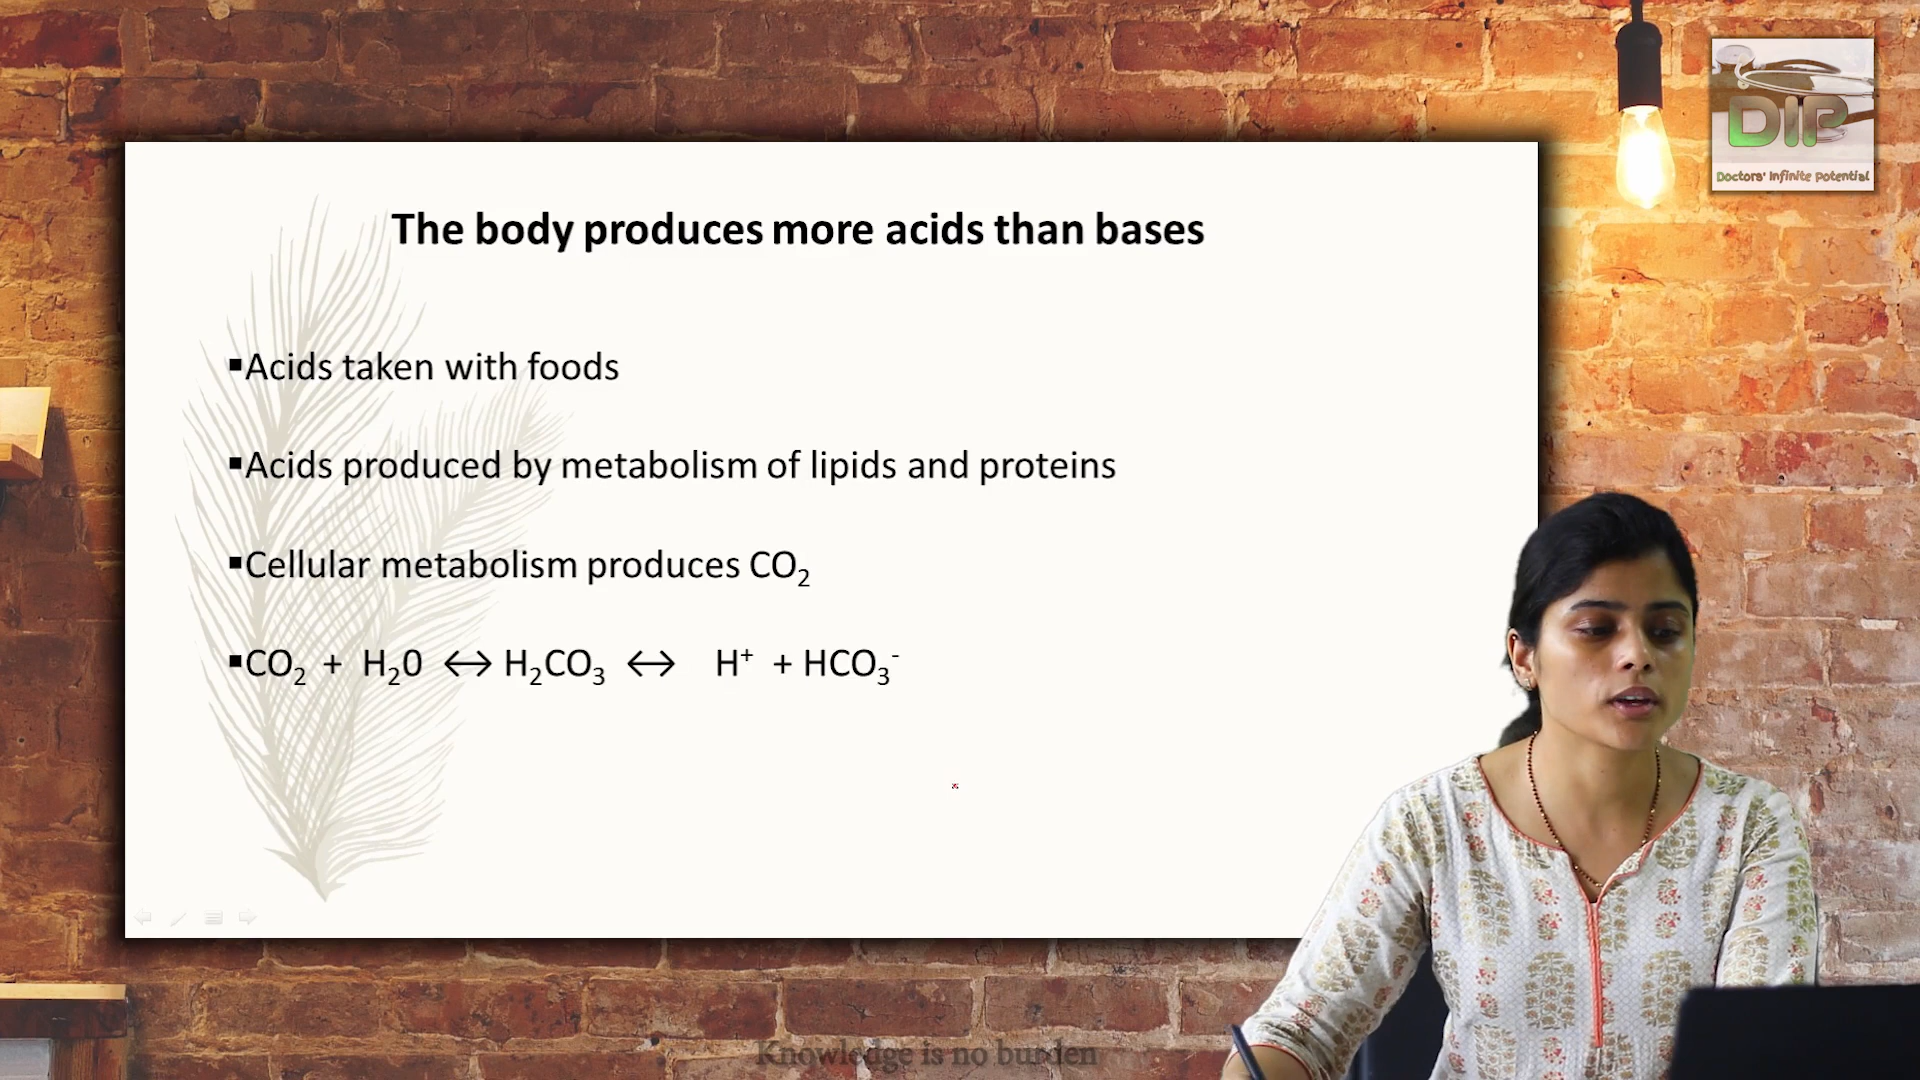 DIP
Doctors' Infinite Potential
The body produces more acids than bases
▪Acids taken with foods
▪Acids produced by metabolism of lipids and proteins
▪Cellular metabolism produces CO₂
▪CO₂ + H₂0 ↔ H₂CO₃ ↔ H⁺ + HCO₃⁻
Knowledge is no burden